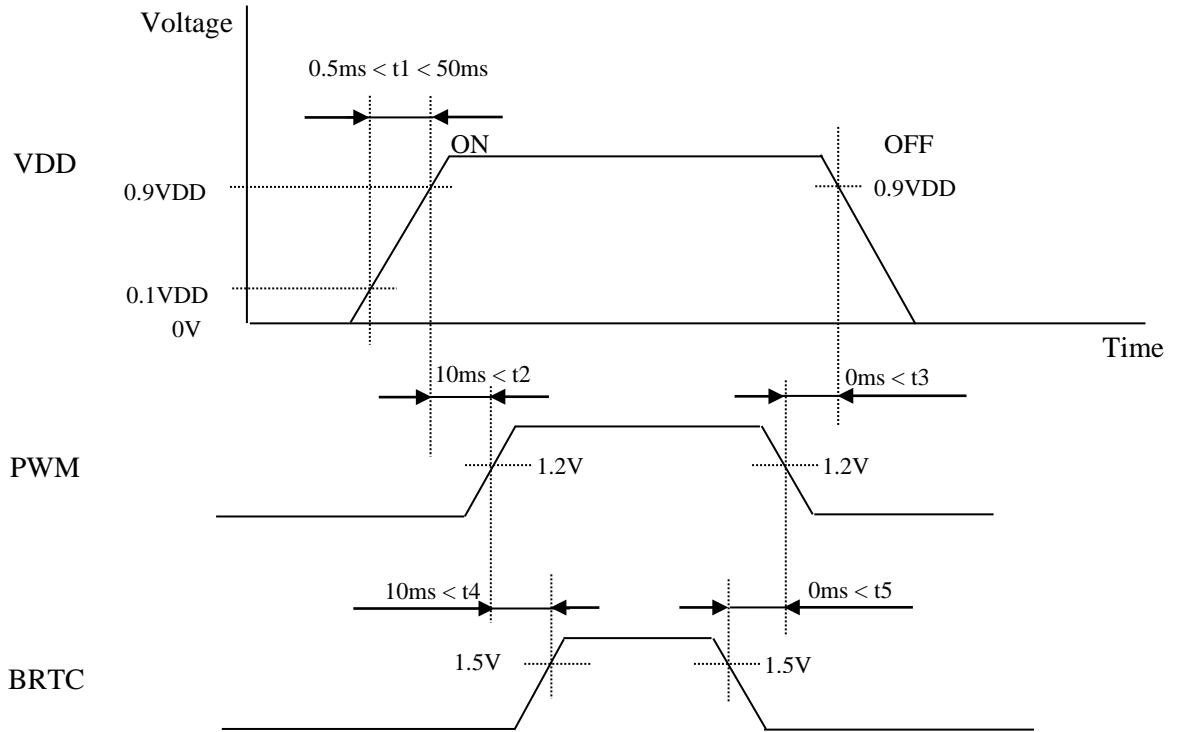 Voltage
0.5ms < t1 < 50ms
ON
OFF
VDD
0.9VDD
0.9VDD
0.1VDD
0V
Time
10ms < t2
0ms < t3
PWM
1.2V
1.2V
10ms < t4
0ms < t5
1.5V
1.5V
BRTC